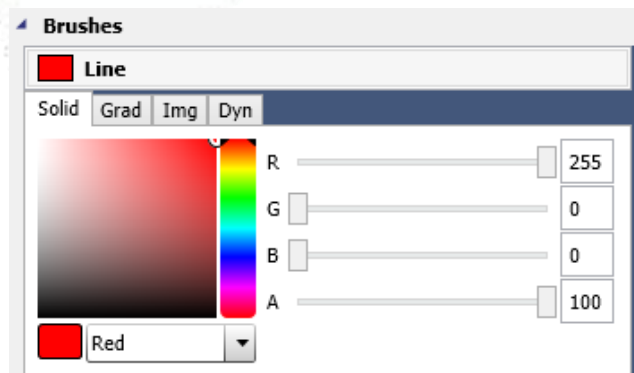 Brushes
Line
Solid Grad Img Dyn
R 255
G 0
B 0
A 100
Red